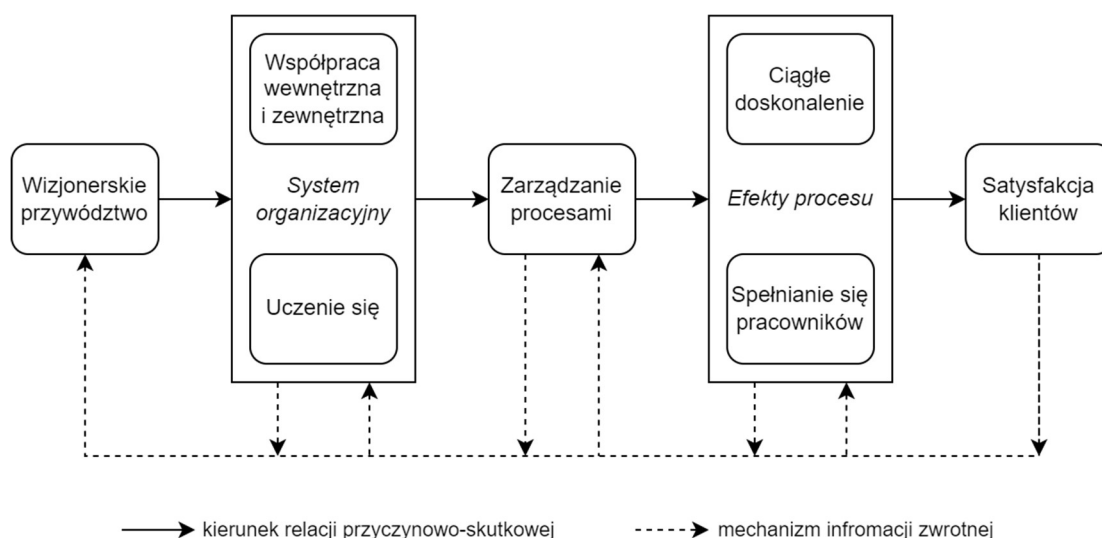 Współpraca
wewnętrzna
i zewnętrzna
Ciągłe
doskonalenie
Wizjonerskie
przywództwo
System
organizacyjny
Zarządzanie
procesami
Efekty procesu
Satysfakcja
klientów
Uczenie się
Spełnianie się
pracowników
kierunek relacji przyczynowo-skutkowej
mechanizm infromacji zwrotnej